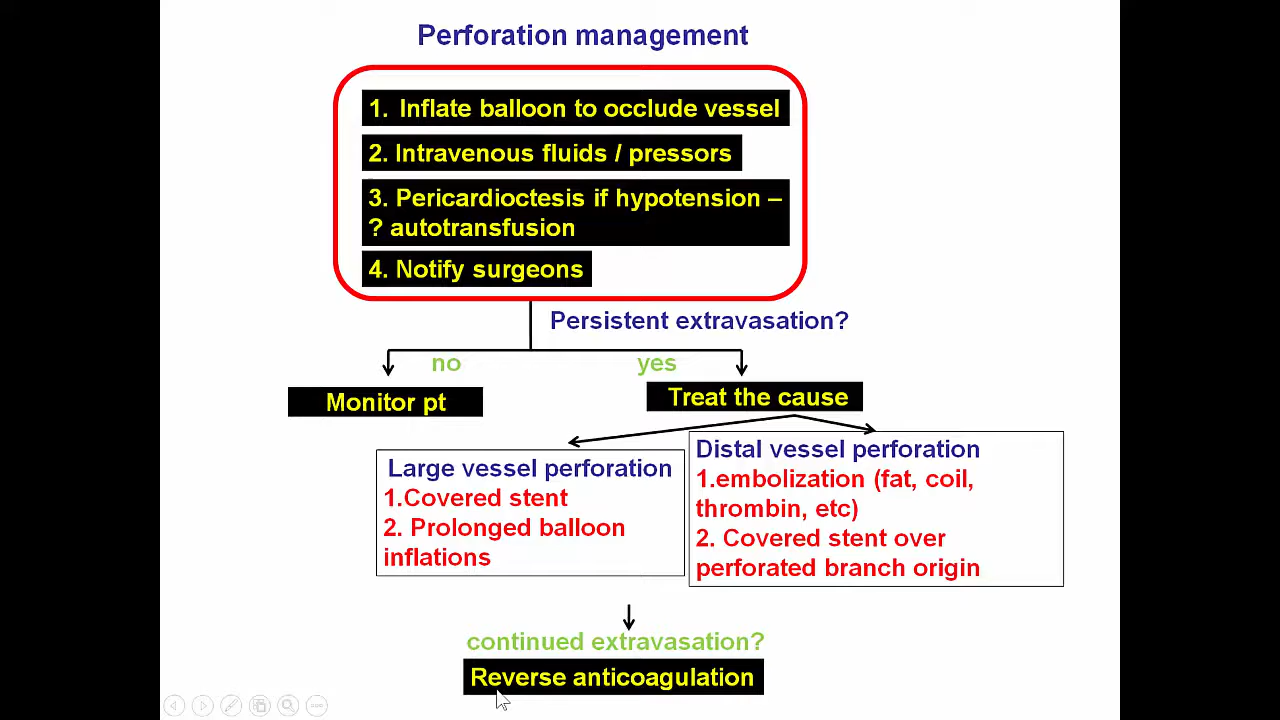 Perforation management
1. Inflate balloon to occlude vessel
2. Intravenous fluids / pressors
3. Pericardioctesis if hypotension –
? autotransfusion
4. Notify surgeons
Persistent extravasation?
no
yes
Monitor pt
Treat the cause
Large vessel perforation
1.Covered stent
2. Prolonged balloon
inflations
Distal vessel perforation
1.embolization (fat, coil,
thrombin, etc)
2. Covered stent over
perforated branch origin
continued extravasation?
Reverse anticoagulation